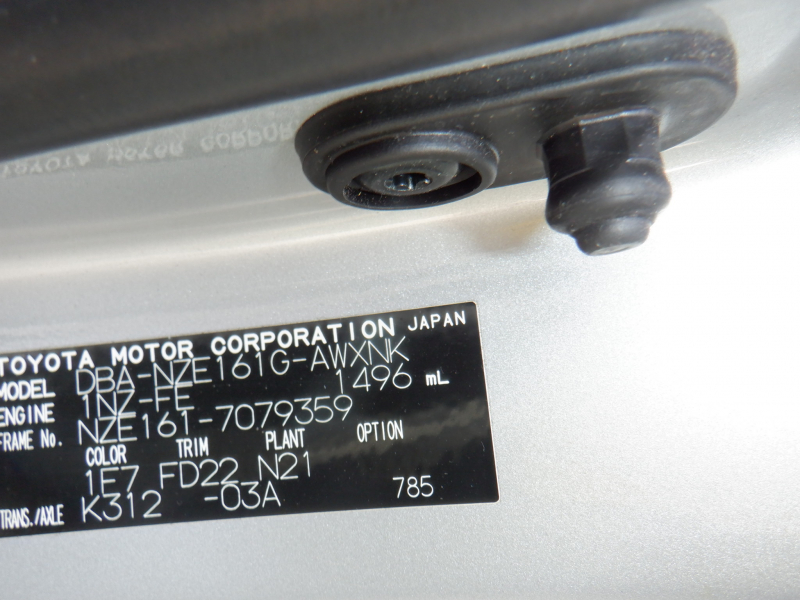 TOYOTA MOTOR CORPORATION JAPAN
MODEL DBA-NZE161G-AWXNK
ENGINE 1NZ-FE 1496 mL
FRAME No. NZE161-7079359
COLOR TRIM PLANT OPTION
1E7 FD22 N21
TRANS./AXLE K312 -03A 785